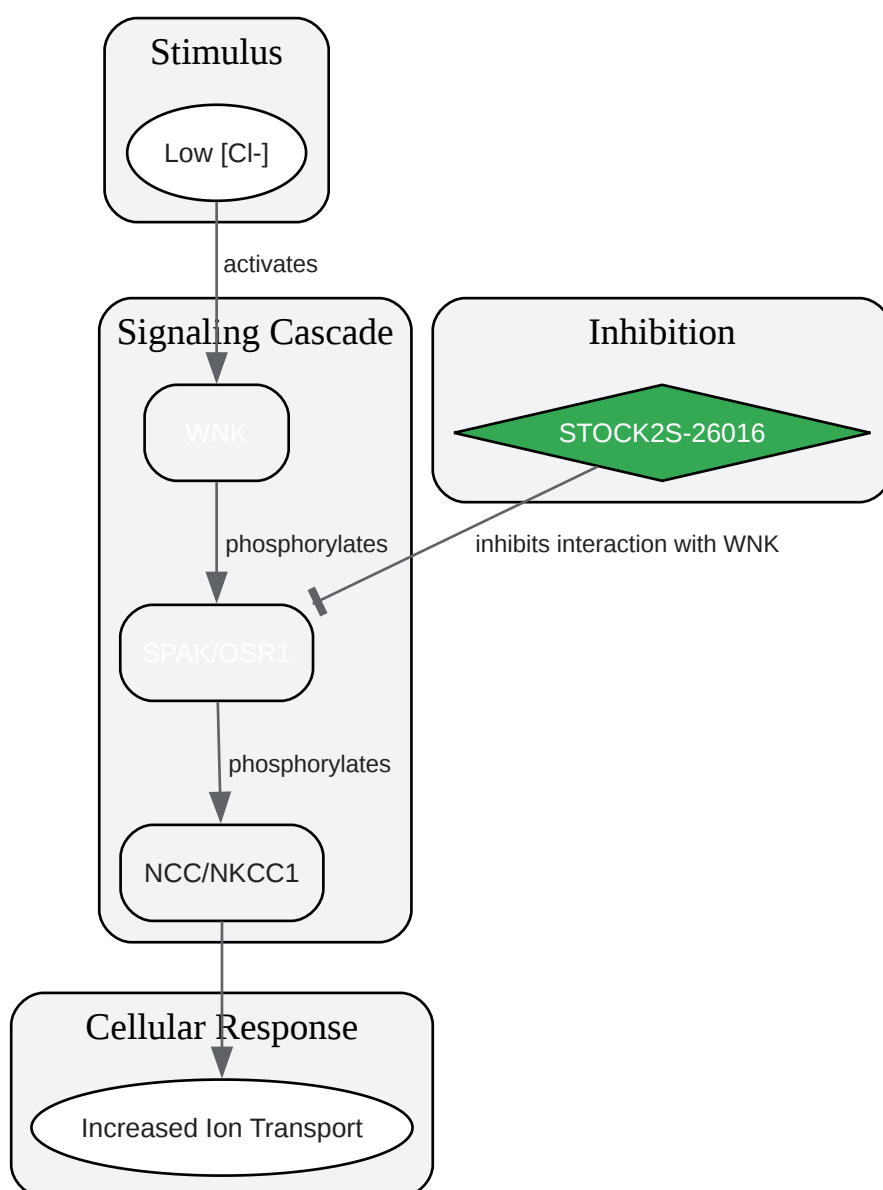 Stimulus
Low [Cl-]
activates
Signaling Cascade
Inhibition
WNK
STOCK2S-26016
phosphorylates
inhibits interaction with WNK
SPAK/OSR1
phosphorylates
NCC/NKCC1
Cellular Response
Increased Ion Transport